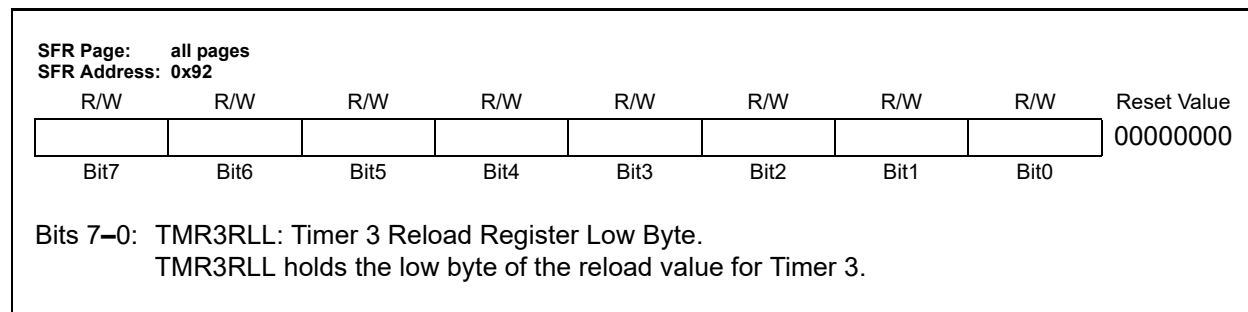 SFR Page: all pages
SFR Address: 0x92
R/W R/W R/W R/W R/W R/W R/W R/W Reset Value
00000000
Bit7 Bit6 Bit5 Bit4 Bit3 Bit2 Bit1 Bit0
Bits 7–0: TMR3RLL: Timer 3 Reload Register Low Byte.
TMR3RLL holds the low byte of the reload value for Timer 3.